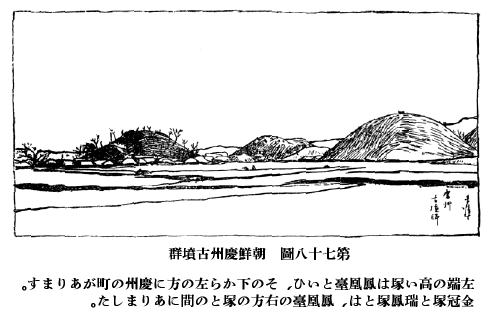 慶州
第七十八圖　朝鮮慶州古墳群
左端の高い塚は鳳凰臺といひ、その下から左の方に慶州の町があります。
金冠塚と瑞鳳塚とは、鳳凰臺の右方の塚との間にありました。